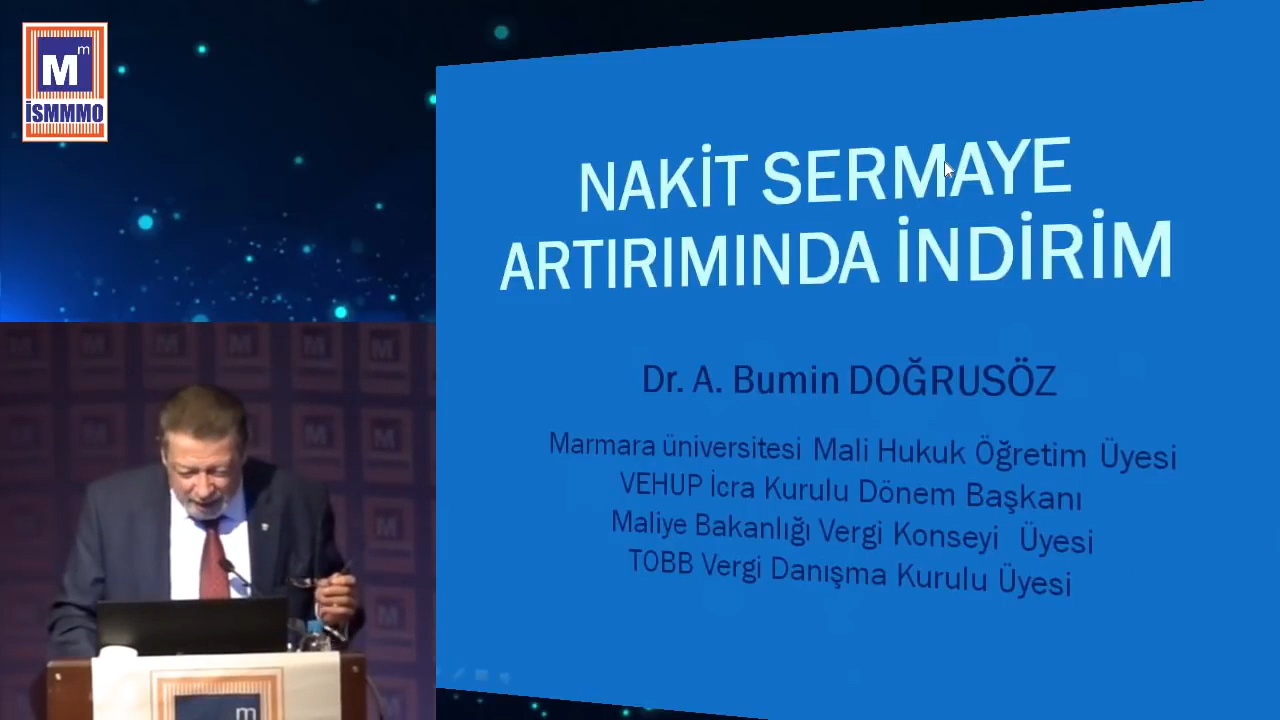 Mm
İSMMMO
NAKİT SERMAYE
ARTIRIMINDA İNDİRİM
Dr. A. Bumin DOĞRUSÖZ
Marmara üniversitesi Mali Hukuk Öğretim Üyesi
VEHUP İcra Kurulu Dönem Başkanı
Maliye Bakanlığı Vergi Konseyi Üyesi
TOBB Vergi Danışma Kurulu Üyesi
m